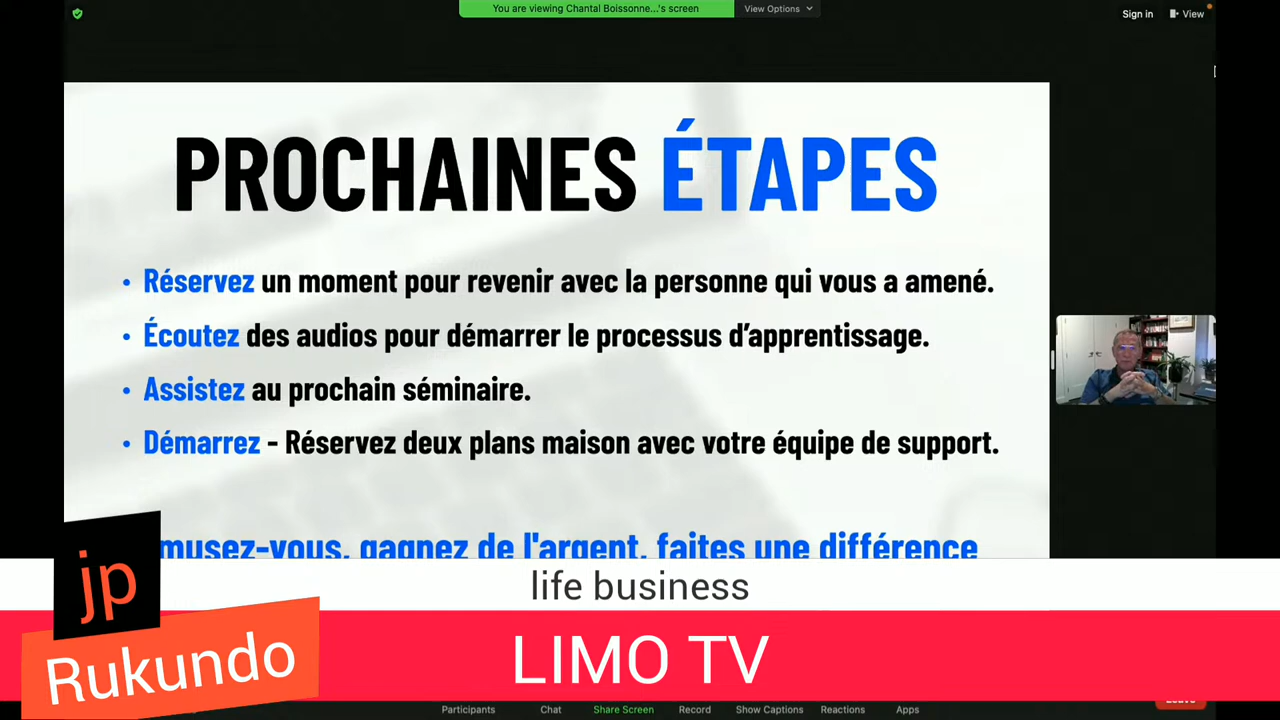 You are viewing Chantal Boissonne...'s screen
View Options
Sign in
View
PROCHAINES ÉTAPES
• Réservez un moment pour revenir avec la personne qui vous a amené.
• Écoutez des audios pour démarrer le processus d'apprentissage.
• Assistez au prochain séminaire.
• Démarrez - Réservez deux plans maison avec votre équipe de support.
musez-vous, gagnez de l'argent, faites une différence
life business
jp
Rukundo
LIMO TV
Participants
Chat
Share Screen
Record
Show Captions
Reactions
Apps
Leave